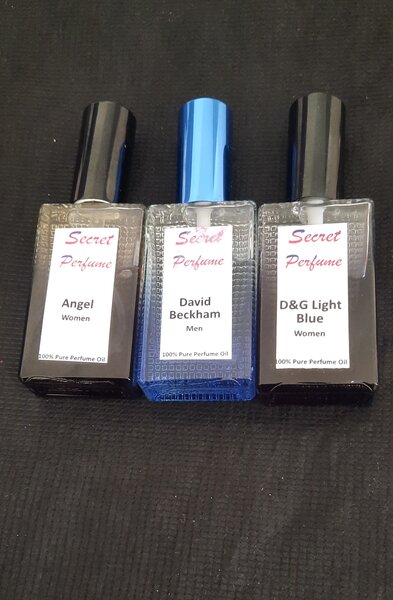 Secret
Perfume
Angel
Women
100% Pure Perfume Oil
Secret
Perfume
David
Beckham
Men
100% Pure Perfume Oil
Secret
Perfume
D&G Light
Blue
Women
100% Pure Perfume Oil